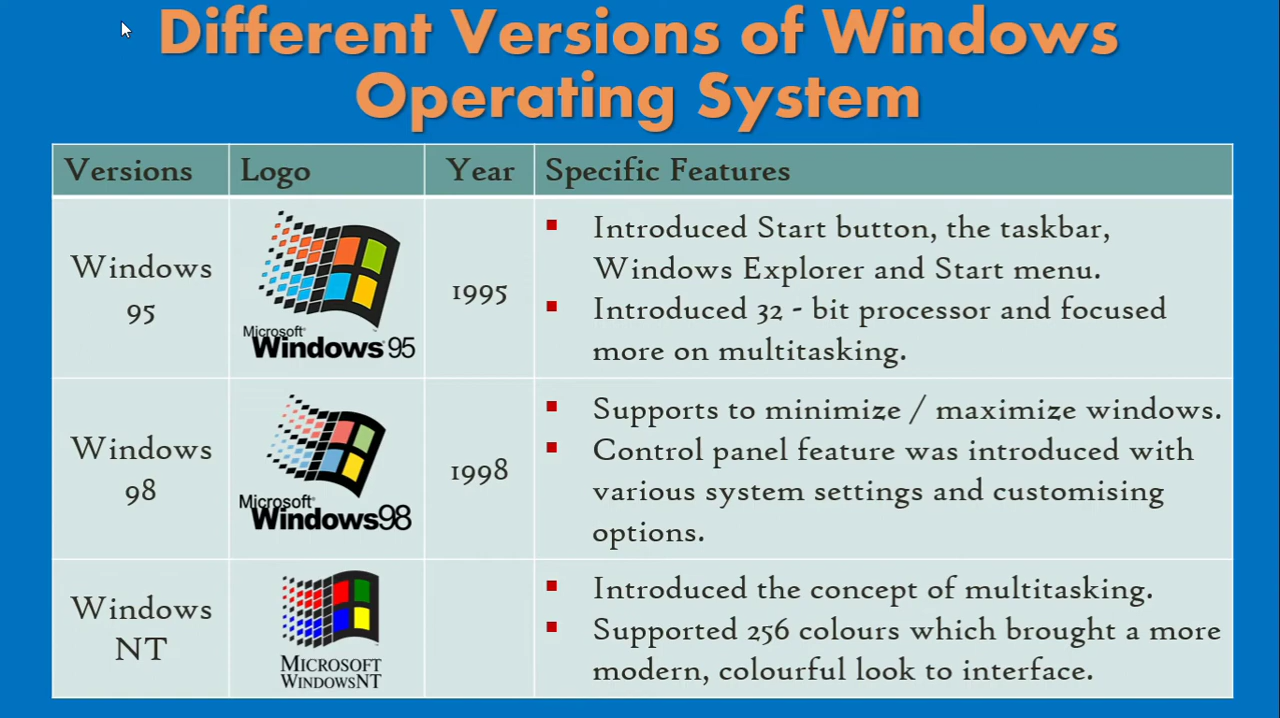 Different Versions of Windows
Operating System
Versions
Logo
Year
Specific Features
Windows
95
Microsoft
Windows 95
1995
Introduced Start button, the taskbar,
Windows Explorer and Start menu.
Introduced 32 - bit processor and focused
more on multitasking.
Windows
98
Microsoft
Windows98
1998
Supports to minimize / maximize windows.
Control panel feature was introduced with
various system settings and customising
options.
Windows
NT
MICROSOFT
WINDOWSNT
Introduced the concept of multitasking.
Supported 256 colours which brought a more
modern, colourful look to interface.